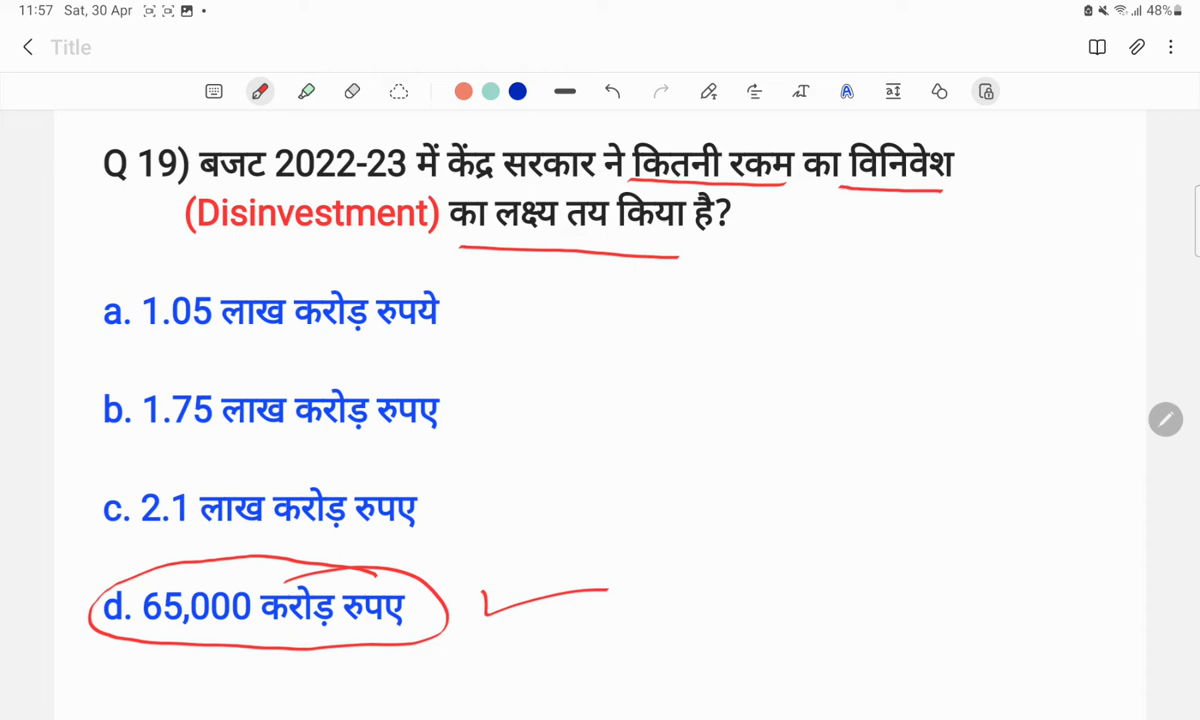 11:57 Sat, 30 Apr 48%
Title
Q 19) बजट 2022-23 में केंद्र सरकार ने कितनी रकम का विनिवेश
(Disinvestment) का लक्ष्य तय किया है?
a. 1.05 लाख करोड़ रुपये
b. 1.75 लाख करोड़ रुपए
c. 2.1 लाख करोड़ रुपए
d. 65,000 करोड़ रुपए